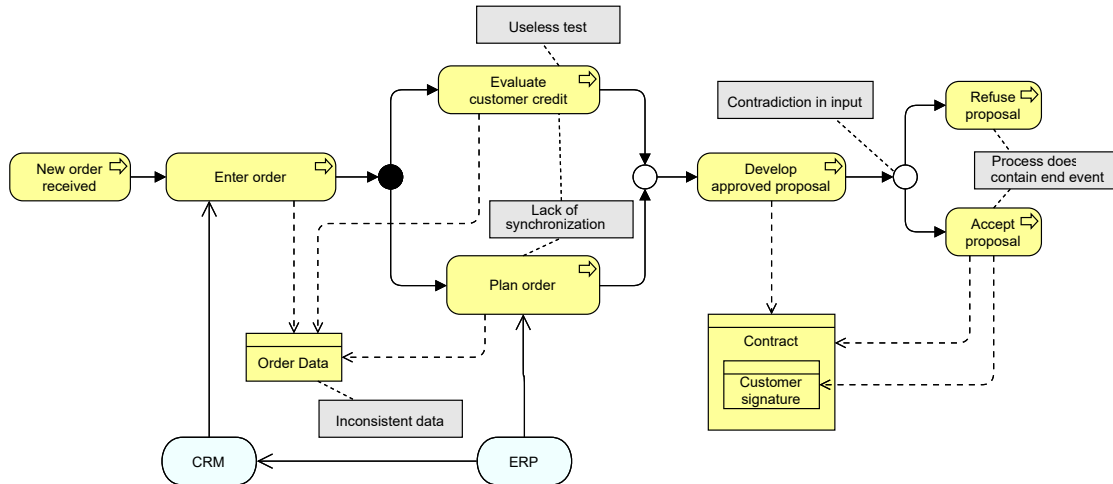 Useless test
Evaluate
customer credit
Contradiction in input
Refuse
proposal
New order
received
Enter order
Develop
approved proposal
Process does
contain end event
Lack of
synchronization
Accept
proposal
Plan order
Order Data
Contract
Customer
signature
Inconsistent data
CRM
ERP